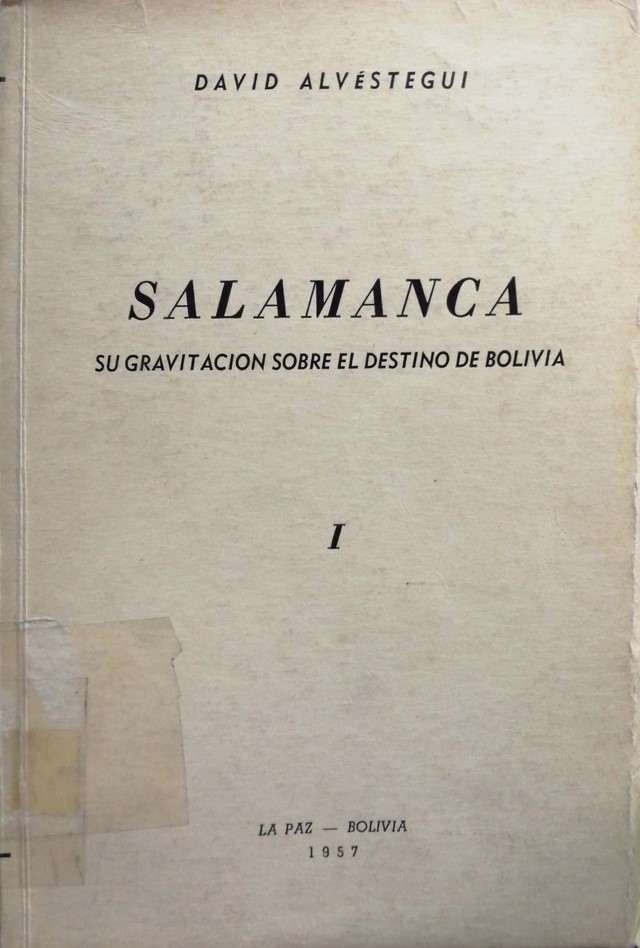 DAVID ALVÉSTEGUI
SALAMANCA
SU GRAVITACION SOBRE EL DESTINO DE BOLIVIA
I
LA PAZ — BOLIVIA
1957